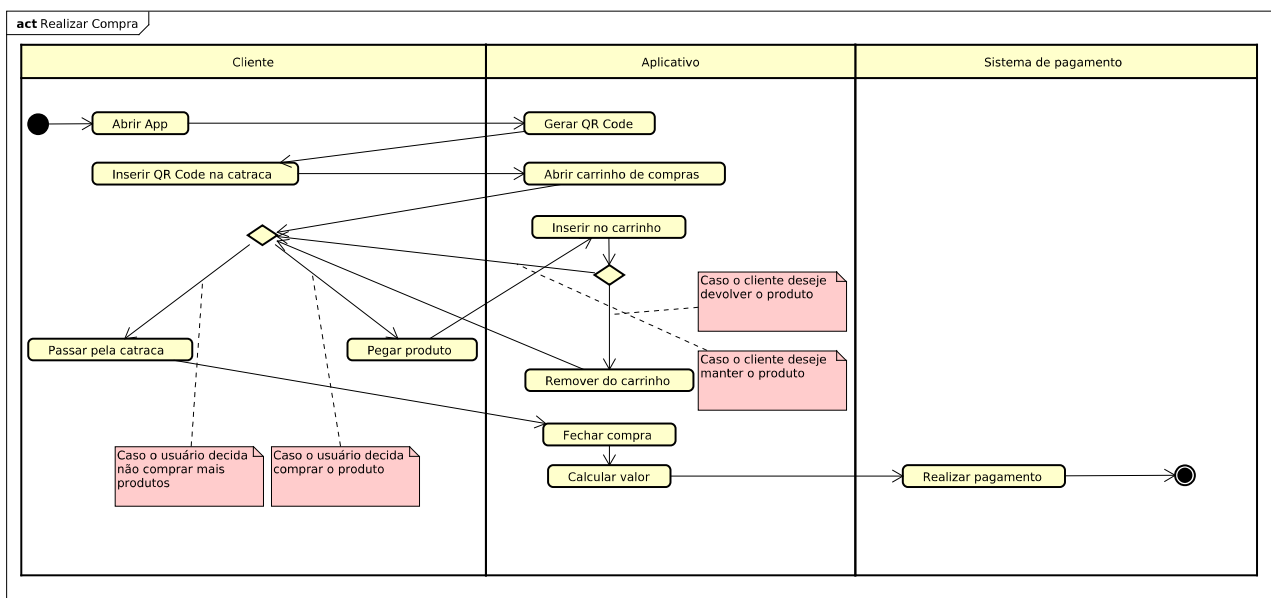 act Realizar Compra
Cliente
Aplicativo
Sistema de pagamento
Abrir App
Gerar QR Code
Inserir QR Code na catraca
Abrir carrinho de compras
Inserir no carrinho
Caso o cliente deseje
devolver o produto
Passar pela catraca
Pegar produto
Caso o cliente deseje
manter o produto
Remover do carrinho
Fechar compra
Caso o usuário decida
não comprar mais
produtos
Caso o usuário decida
comprar o produto
Calcular valor
Realizar pagamento